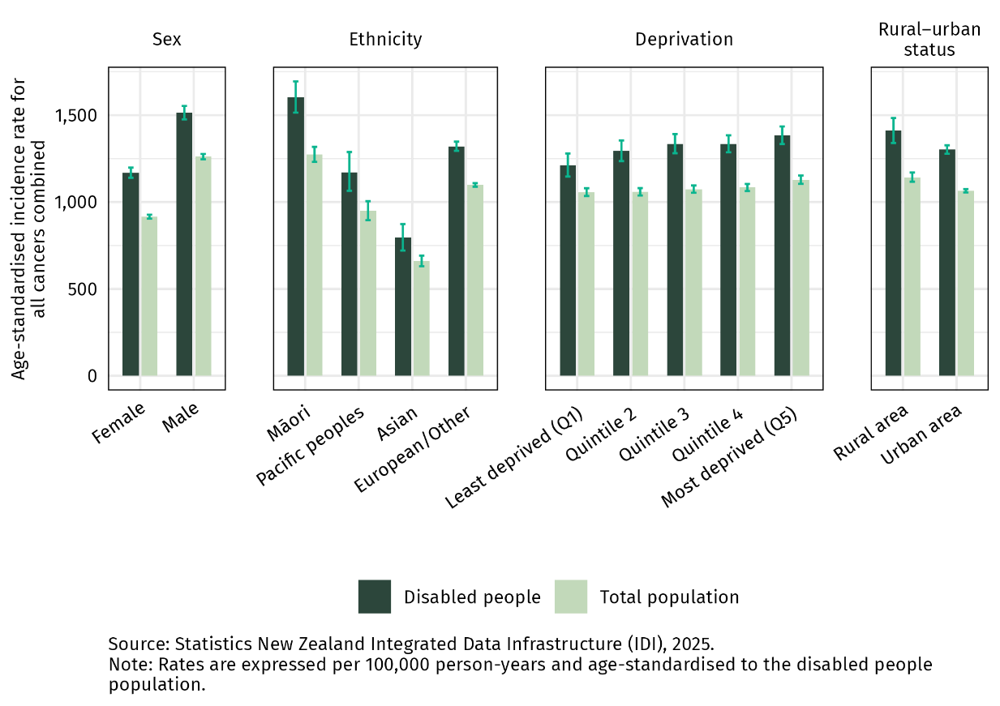 Sex
Ethnicity
Deprivation
Rural–urban
status
Age-standardised incidence rate for
all cancers combined
1,500
1,000
500
0
Female
Male
Māori
Pacific peoples
Asian
European/Other
Least deprived (Q1)
Quintile 2
Quintile 3
Quintile 4
Most deprived (Q5)
Rural area
Urban area
Disabled people
Total population
Source: Statistics New Zealand Integrated Data Infrastructure (IDI), 2025.
Note: Rates are expressed per 100,000 person-years and age-standardised to the disabled people
population.